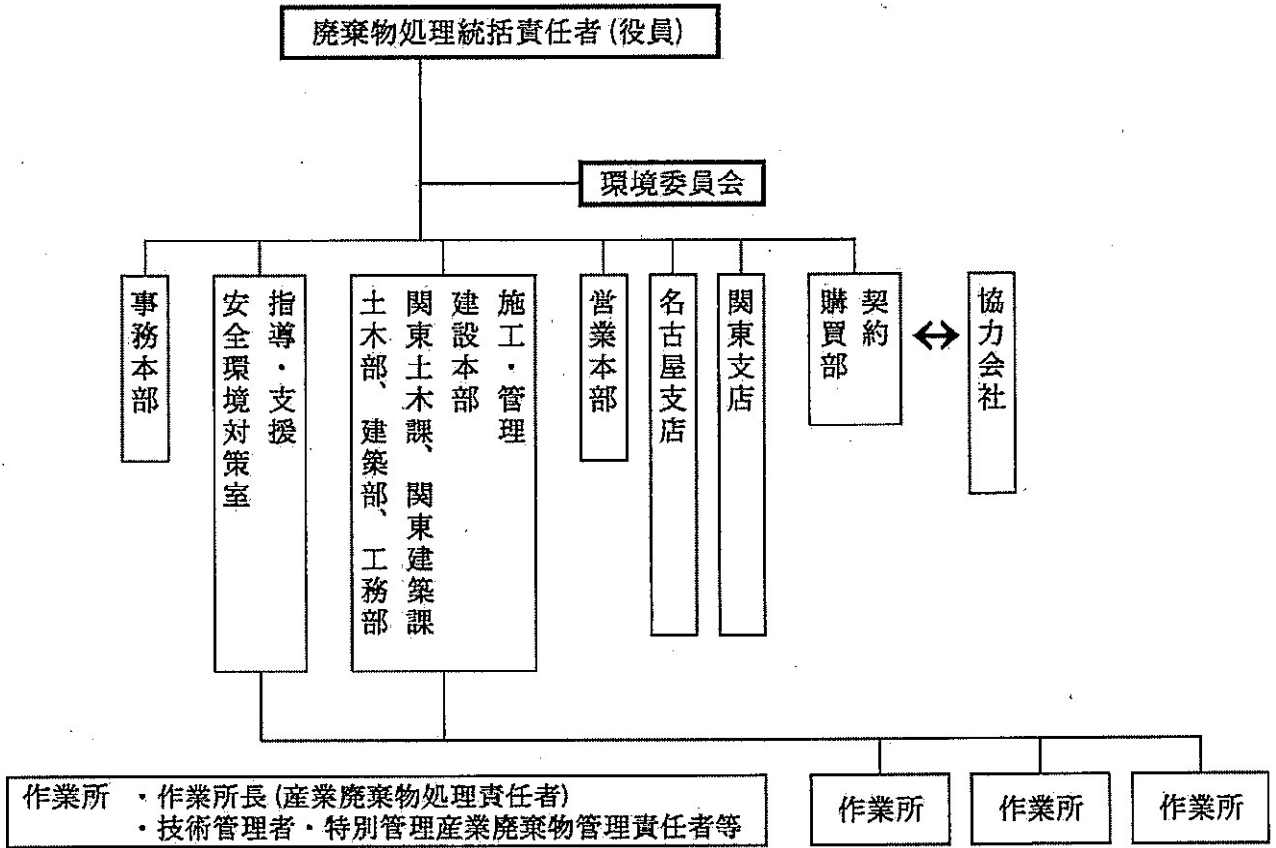 廃棄物処理統括責任者(役員)
環境委員会
事務本部
指導・支援
安全環境対策室
施工・管理
建設本部
関東土木課、関東建築課
土木部、建築部、工務部
営業本部
名古屋支店
関東支店
契約
購買部
↔
協力会社
作業所 ・作業所長(産業廃棄物処理責任者)
・技術管理者・特別管理産業廃棄物管理責任者等
作業所
作業所
作業所